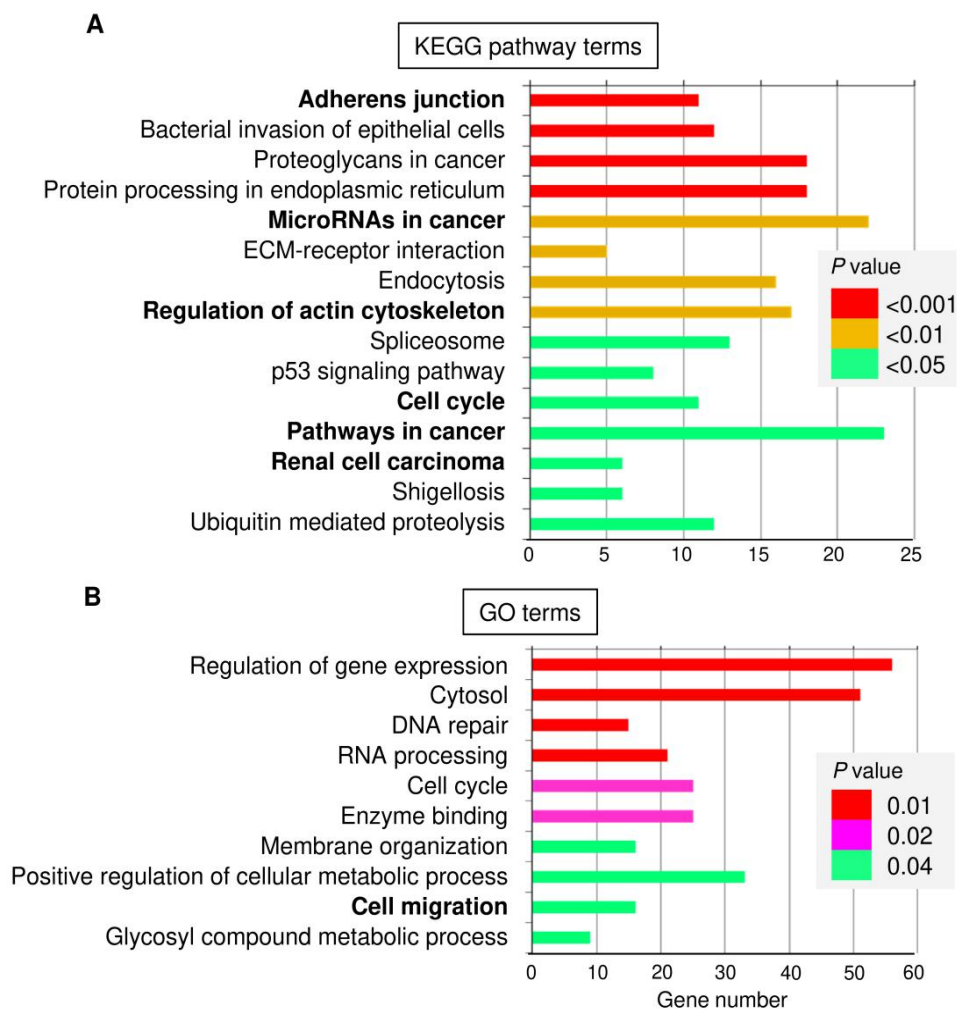 A
KEGG pathway terms
Adherens junction
Bacterial invasion of epithelial cells
Proteoglycans in cancer
Protein processing in endoplasmic reticulum
MicroRNAs in cancer
ECM-receptor interaction
Endocytosis
Regulation of actin cytoskeleton
Spliceosome
p53 signaling pathway
Cell cycle
Pathways in cancer
Renal cell carcinoma
Shigellosis
Ubiquitin mediated proteolysis
P value
<0.001
<0.01
<0.05
0 5 10 15 20 25
B
GO terms
Regulation of gene expression
Cytosol
DNA repair
RNA processing
Cell cycle
Enzyme binding
Membrane organization
Positive regulation of cellular metabolic process
Cell migration
Glycosyl compound metabolic process
P value
0.01
0.02
0.04
0 10 20 30 40 50 60
Gene number